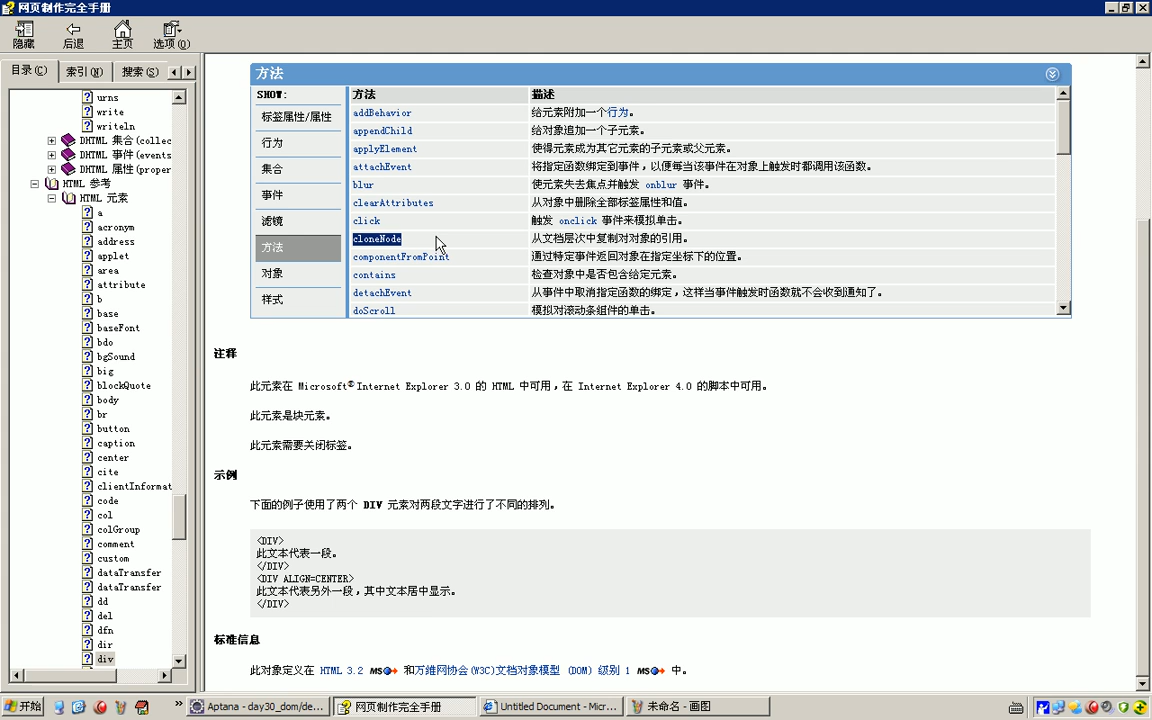 网页制作完全手册
隐藏 后退 主页 选项(O)
目录(C) 索引(N) 搜索(S)
urns
write
writeln
DHTML 集合(collec
DHTML 事件(events
DHTML 属性(proper
HTML 参考
HTML 元素
a
acronym
address
applet
area
attribute
b
base
baseFont
bdo
bgSound
big
blockQuote
body
br
button
caption
center
cite
clientInformat
code
col
colGroup
comment
custom
dataTransfer
dataTransfer
dd
del
dfn
dir
div
方法
SHOW:
标签属性/属性
行为
集合
事件
滤镜
方法
对象
样式
方法 描述
addBehavior 给元素附加一个行为。
appendChild 给对象追加一个子元素。
applyElement 使得元素成为其它元素的子元素或父元素。
attachEvent 将指定函数绑定到事件，以便每当该事件在对象上触发时都调用该函数。
blur 使元素失去焦点并触发 onblur 事件。
clearAttributes 从对象中删除全部标签属性和值。
click 触发 onclick 事件来模拟单击。
cloneNode 从文档层次中复制对对象的引用。
componentFromPoint 通过特定事件返回对象在指定坐标下的位置。
contains 检查对象中是否包含给定元素。
detachEvent 从事件中取消指定函数的绑定，这样当事件触发时函数就不会收到通知了。
doScroll 模拟对滚动条组件的单击。
注释
此元素在 Microsoft® Internet Explorer 3.0 的 HTML 中可用，在 Internet Explorer 4.0 的脚本中可用。
此元素是块元素。
此元素需要关闭标签。
示例
下面的例子使用了两个 DIV 元素对两段文字进行了不同的排列。
<DIV>
此文本代表一段。
</DIV>
<DIV ALIGN=CENTER>
此文本代表另外一段，其中文本居中显示。
</DIV>
标准信息
此对象定义在 HTML 3.2 MS 和万维网协会(W3C)文档对象模型 (DOM) 级别 1 MS 中。
开始 Aptana - day30_dom/de... 网页制作完全手册 Untitled Document - Micr... 未命名 - 画图